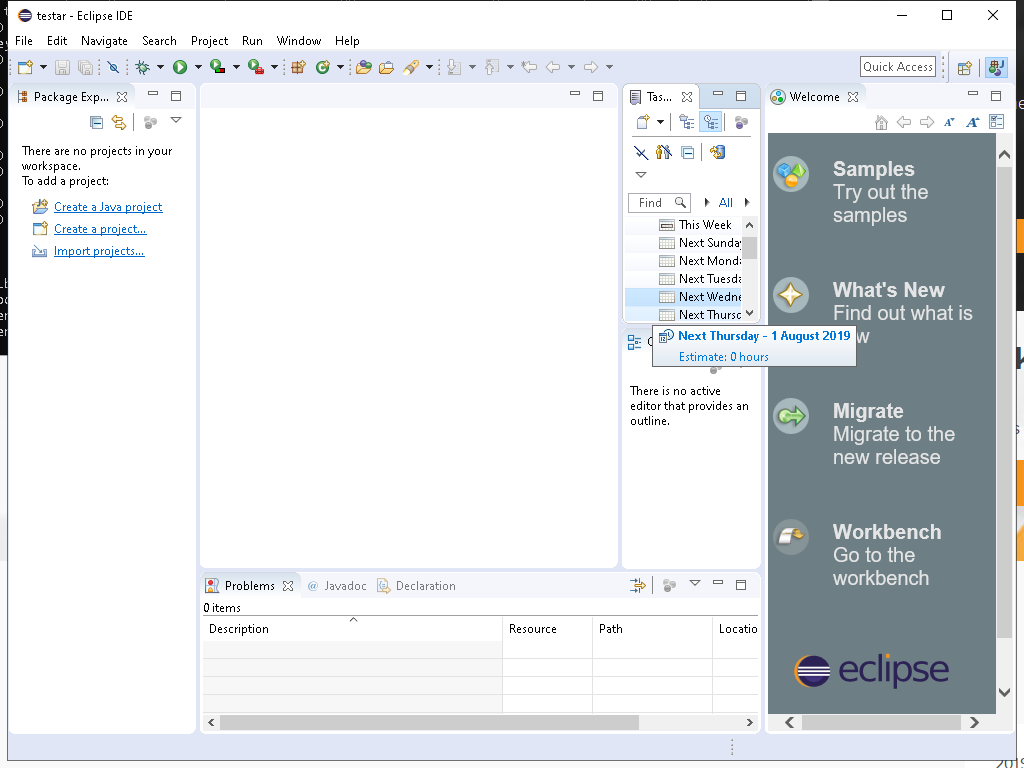 testar - Eclipse IDE
File Edit Navigate Search Project Run Window Help
Quick Access
Package Exp...
There are no projects in your
workspace.
To add a project:
Create a Java project
Create a project...
Import projects...
Tas...
Find
All
This Week
Next Sunday
Next Monda
Next Tuesda
Next Wedne
Next Thursd
Next Thursday - 1 August 2019
Estimate: 0 hours
There is no active
editor that provides an
outline.
Welcome
Samples
Try out the
samples
What's New
Find out what is
Migrate
Migrate to the
new release
Workbench
Go to the
workbench
eclipse
Problems @ Javadoc Declaration
0 items
Description Resource Path Locatio
2019